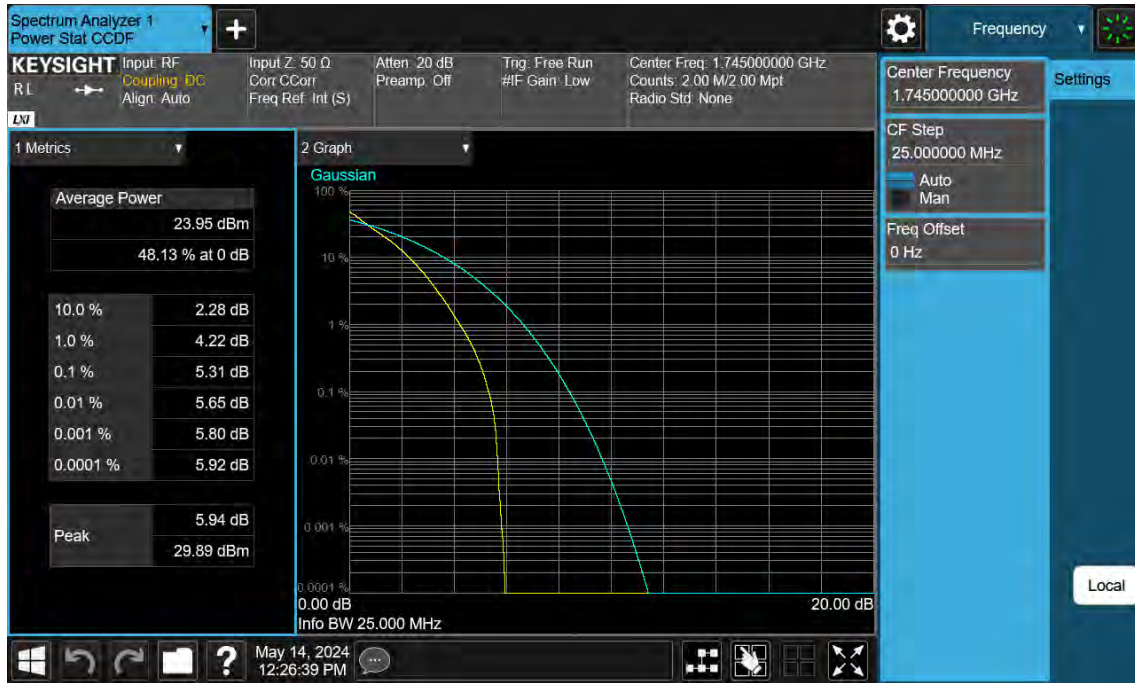 Spectrum Analyzer 1
Power Stat CCDF
+
Frequency
KEYSIGHT
R L
LXI
Input: RF
Coupling: DC
Align: Auto
Input Z: 50 Ω
Corr CCorr
Freq Ref: Int (S)
Atten: 20 dB
Preamp: Off
Trig: Free Run
#IF Gain: Low
Center Freq: 1.745000000 GHz
Counts: 2.00 M/2.00 Mpt
Radio Std: None
1 Metrics
Average Power
23.95 dBm
48.13 % at 0 dB
10.0 % 2.28 dB
1.0 % 4.22 dB
0.1 % 5.31 dB
0.01 % 5.65 dB
0.001 % 5.80 dB
0.0001 % 5.92 dB
Peak
5.94 dB
29.89 dBm
2 Graph
Gaussian
100 %
10 %
1 %
0.1 %
0.01 %
0.001 %
0.0001 %
0.00 dB
20.00 dB
Info BW 25.000 MHz
Center Frequency
1.745000000 GHz
CF Step
25.000000 MHz
Auto
Man
Freq Offset
0 Hz
Settings
Local
?
May 14, 2024
12:26:39 PM